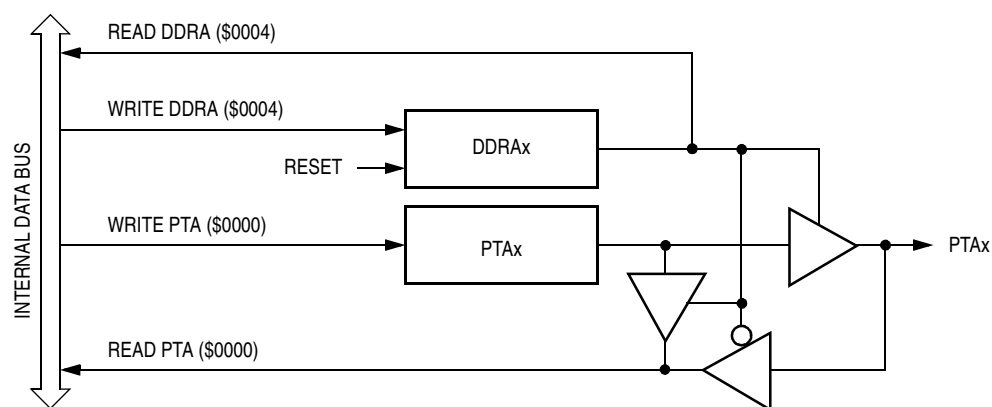 READ DDRA ($0004)
WRITE DDRA ($0004)
DDRAx
RESET
WRITE PTA ($0000)
PTAx
PTAx
READ PTA ($0000)
INTERNAL DATA BUS